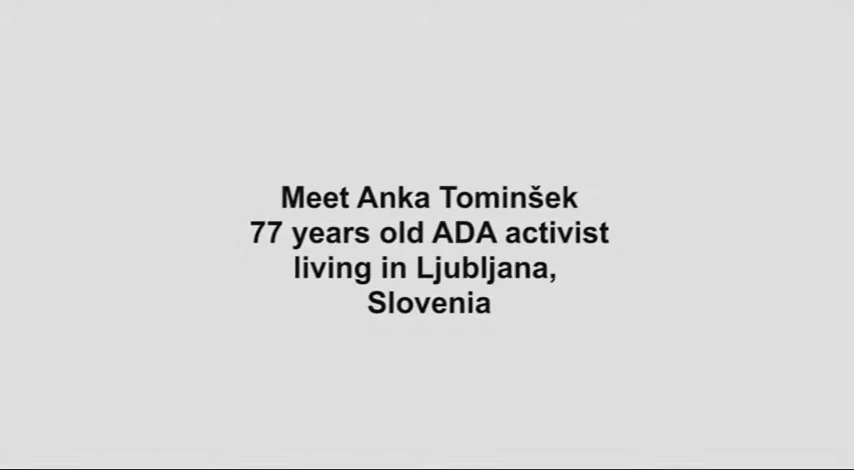 Meet Anka Tominšek
77 years old ADA activist
living in Ljubljana,
Slovenia